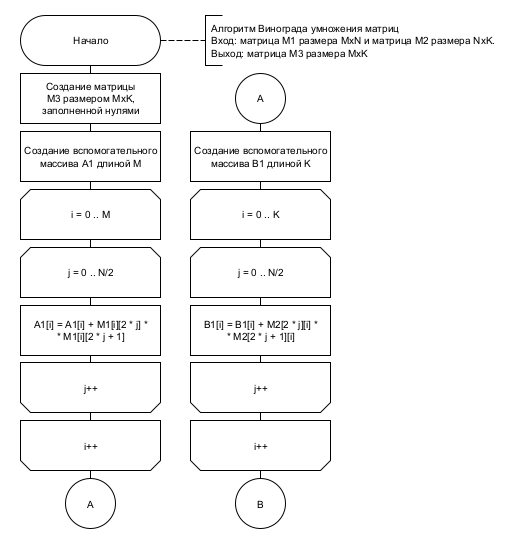 Начало
Алгоритм Винограда умножения матриц
Вход: матрица M1 размера MxN и матрица M2 размера NxK.
Выход: матрица M3 размера MxK
Создание матрицы
M3 размером MxK,
заполненной нулями
Создание вспомогательного
массива A1 длиной M
i = 0 .. M
j = 0 .. N/2
A1[i] = A1[i] + M1[i][2 * j] *
* M1[i][2 * j + 1]
j++
i++
A
A
Создание вспомогательного
массива B1 длиной K
i = 0 .. K
j = 0 .. N/2
B1[i] = B1[i] + M2[2 * j][i] *
* M2[2 * j + 1][i]
j++
i++
B